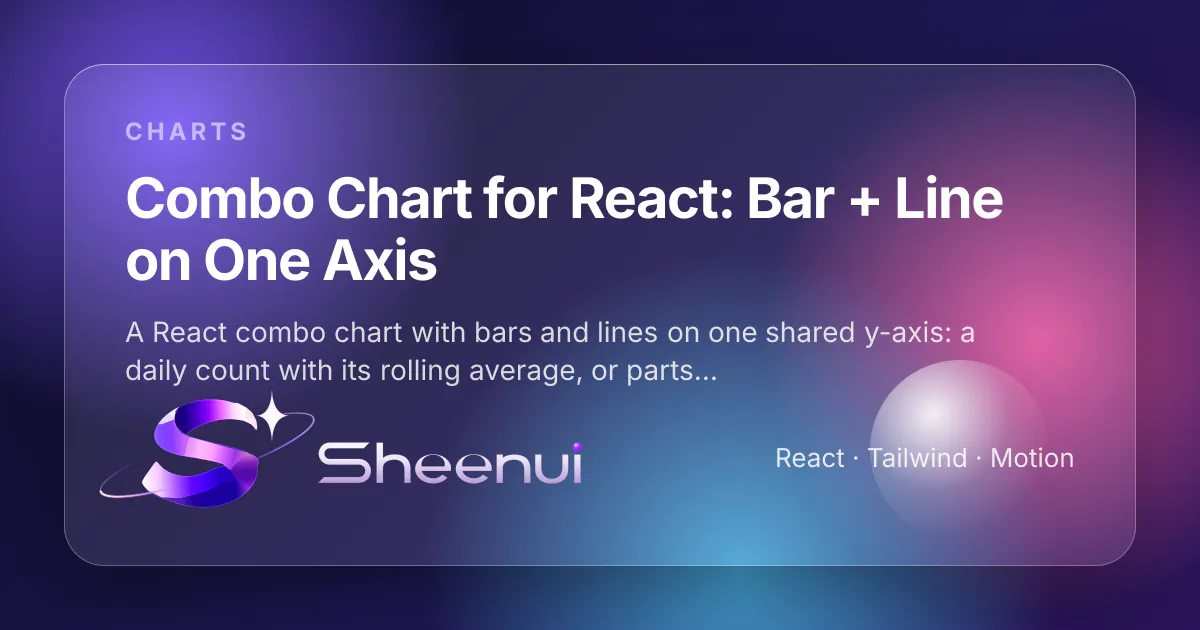 CHARTS
Combo Chart for React: Bar + Line
on One Axis
A React combo chart with bars and lines on one shared y-axis: a
daily count with its rolling average, or parts...
Sheenui
React · Tailwind · Motion